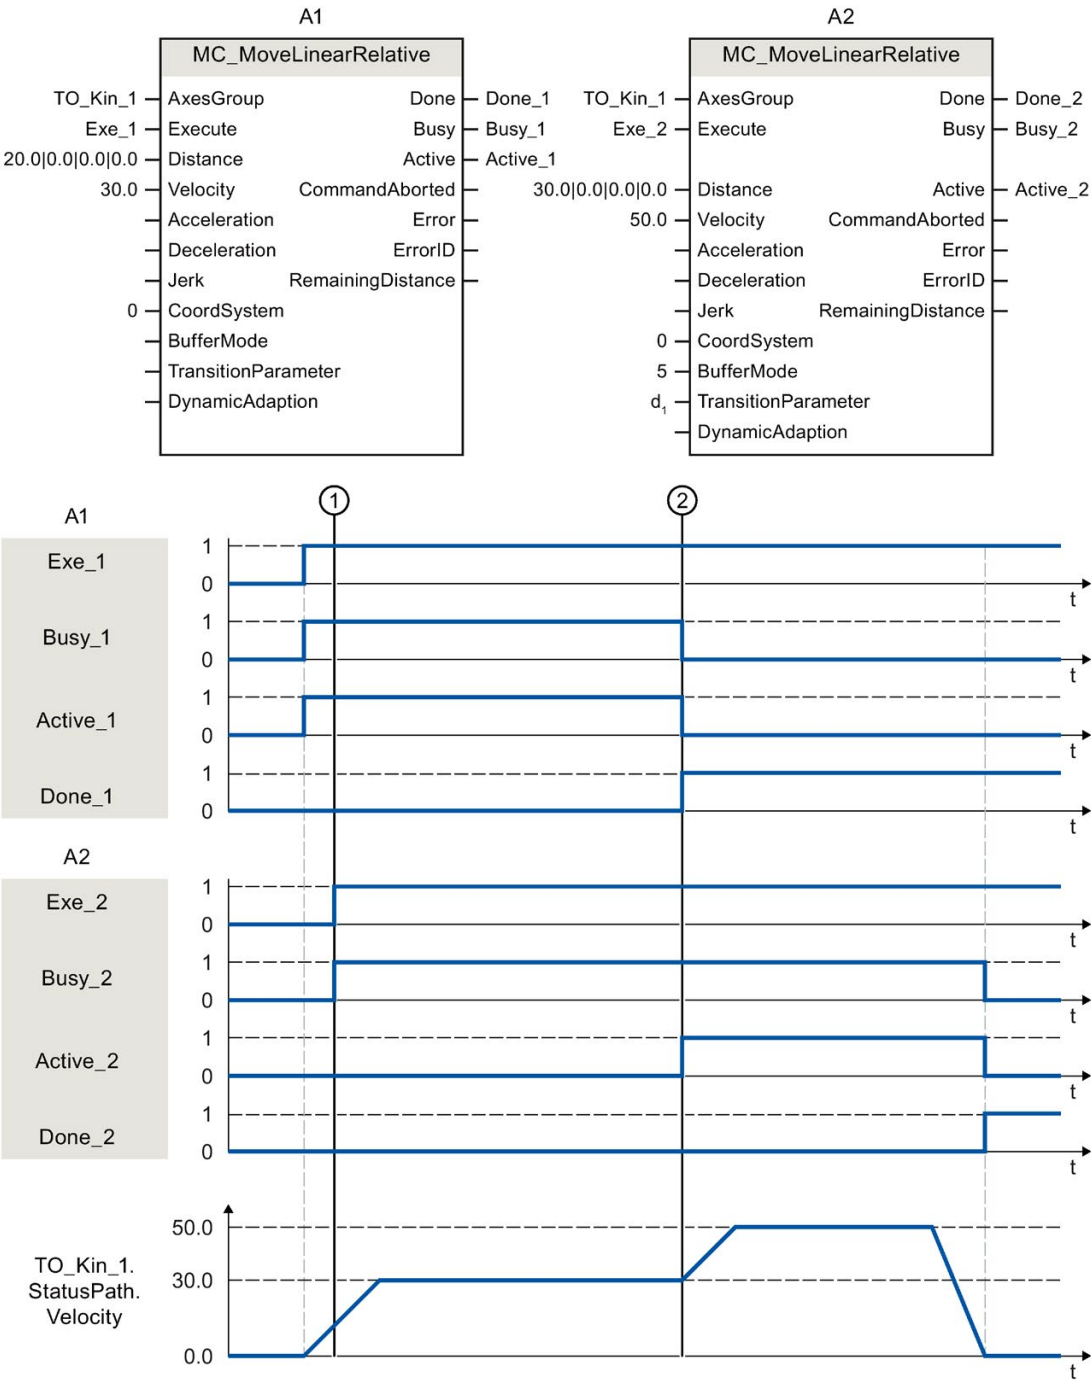 A1 A2
MC_MoveLinearRelative MC_MoveLinearRelative
TO_Kin_1 AxesGroup Done Done_1 TO_Kin_1 AxesGroup Done Done_2
Exe_1 Execute Busy Busy_1 Exe_2 Execute Busy Busy_2
20.0|0.0|0.0|0.0 Distance Active Active_1
30.0 Velocity CommandAborted 30.0|0.0|0.0|0.0 Distance Active Active_2
Acceleration Error 50.0 Velocity CommandAborted
Deceleration ErrorID Acceleration Error
Jerk RemainingDistance Deceleration ErrorID
0 CoordSystem Jerk RemainingDistance
BufferMode 0 CoordSystem
TransitionParameter 5 BufferMode
DynamicAdaption d1 TransitionParameter
DynamicAdaption
1 2
A1
1
Exe_1
0
t
1
Busy_1
0
t
1
Active_1
0
t
1
Done_1
0
t
A2
1
Exe_2
0
t
1
Busy_2
0
t
1
Active_2
0
t
1
Done_2
0
t
50.0
TO_Kin_1.
30.0
StatusPath.
Velocity
0.0
t